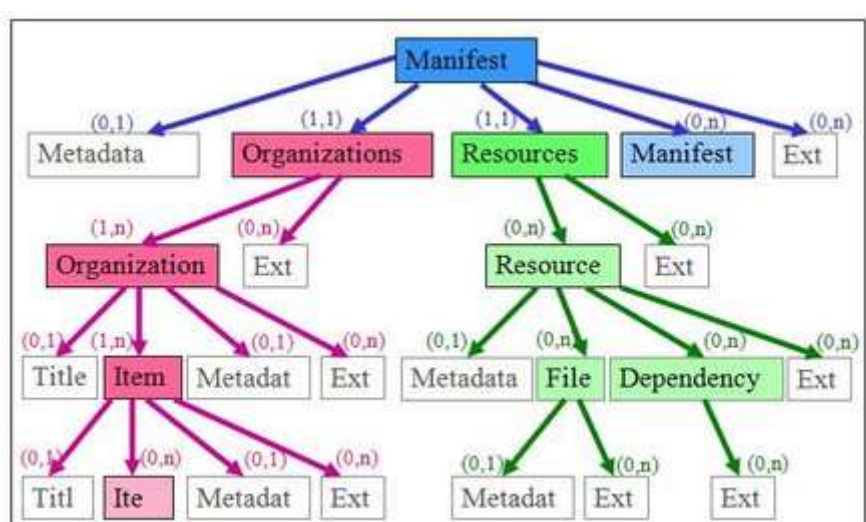 Manifest
(0,1) (1,1) (1,1) (0,n) (0,n)
Metadata Organizations Resources Manifest Ext
(1,n) (0,n) (0,n) (0,n)
Organization Ext Resource Ext
(0,1) (1,n) (0,1) (0,n) (0,1) (0,n) (0,n) (0,n)
Title Item Metadat Ext Metadata File Dependency Ext
(0,1) (0,n) (0,1) (0,n) (0,1) (0,n) (0,n)
Titl Ite Metadat Ext Metadat Ext Ext